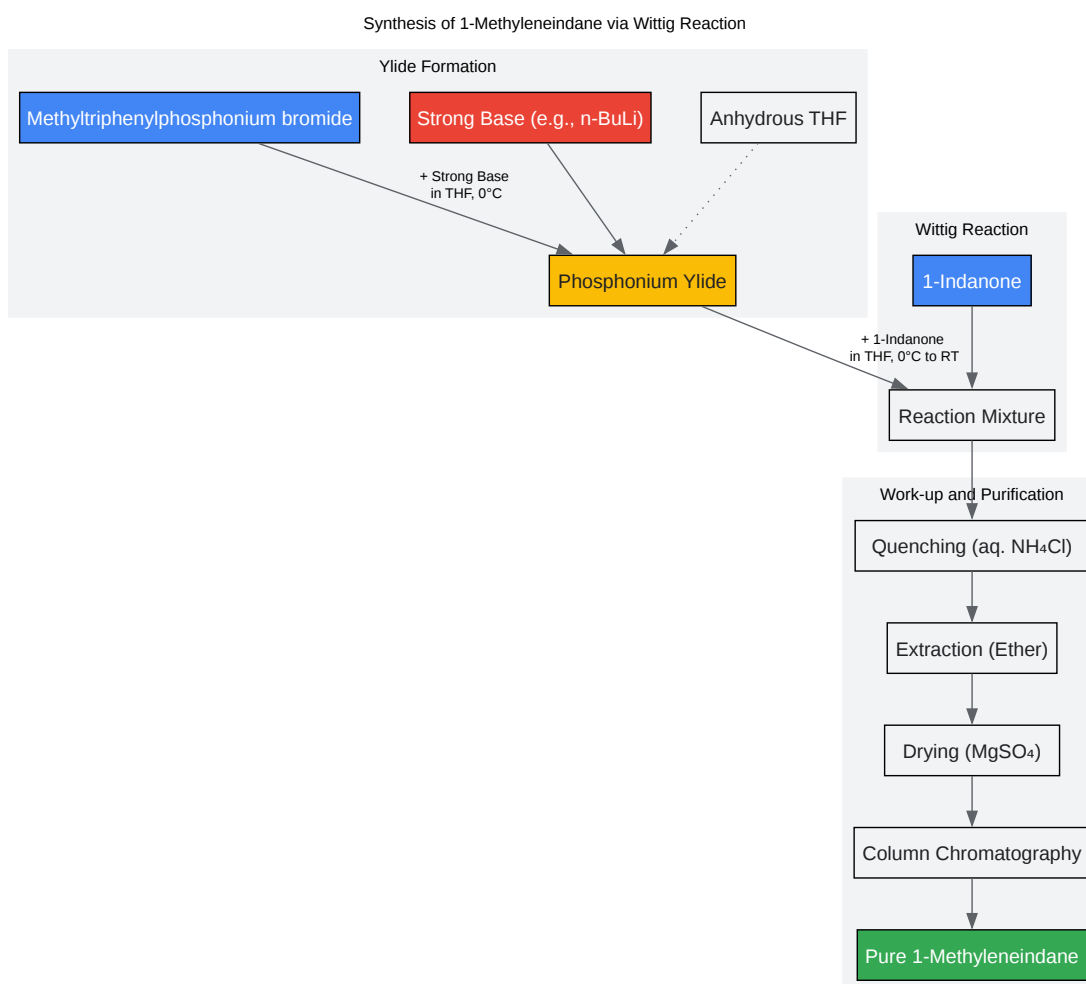 Synthesis of 1-Methyleneindane via Wittig Reaction
Ylide Formation
Methyltriphenylphosphonium bromide
Strong Base (e.g., n-BuLi)
Anhydrous THF
+ Strong Base
in THF, 0°C
Phosphonium Ylide
Wittig Reaction
1-Indanone
+ 1-Indanone
in THF, 0°C to RT
Reaction Mixture
Work-up and Purification
Quenching (aq. NH₄Cl)
Extraction (Ether)
Drying (MgSO₄)
Column Chromatography
Pure 1-Methyleneindane